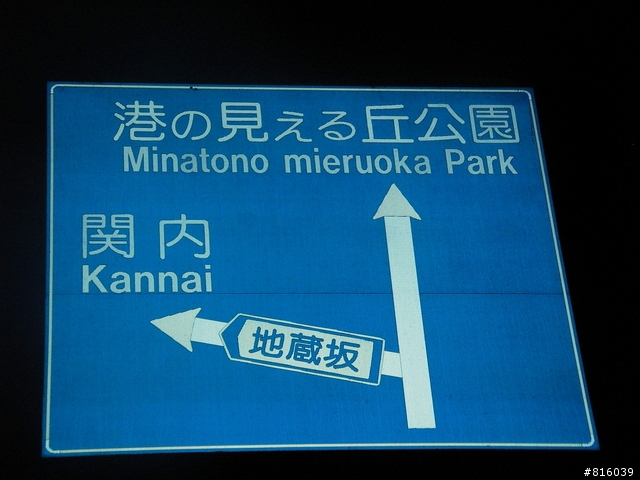 港の見える丘公園
Minatono mieruoka Park
関内
Kannai
地蔵坂
#816039